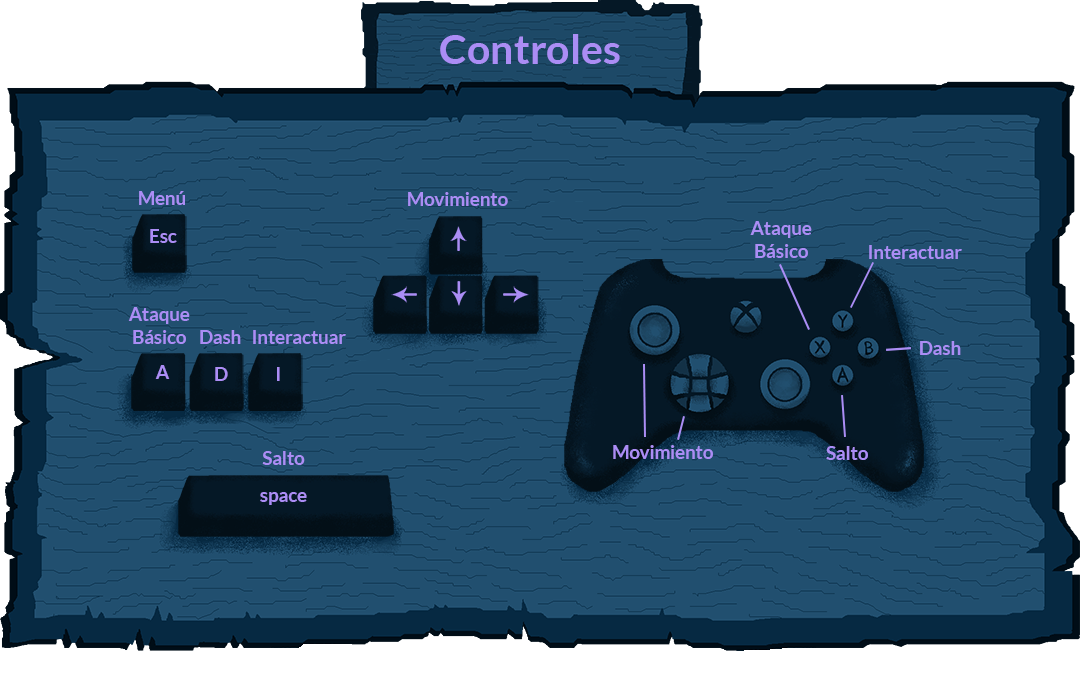 Controles
Menú
Esc
Movimiento
Ataque
Básico
Dash
Interactuar
A
D
I
Salto
space
Ataque
Básico
Interactuar
Y
X
B
Dash
A
Movimiento
Salto